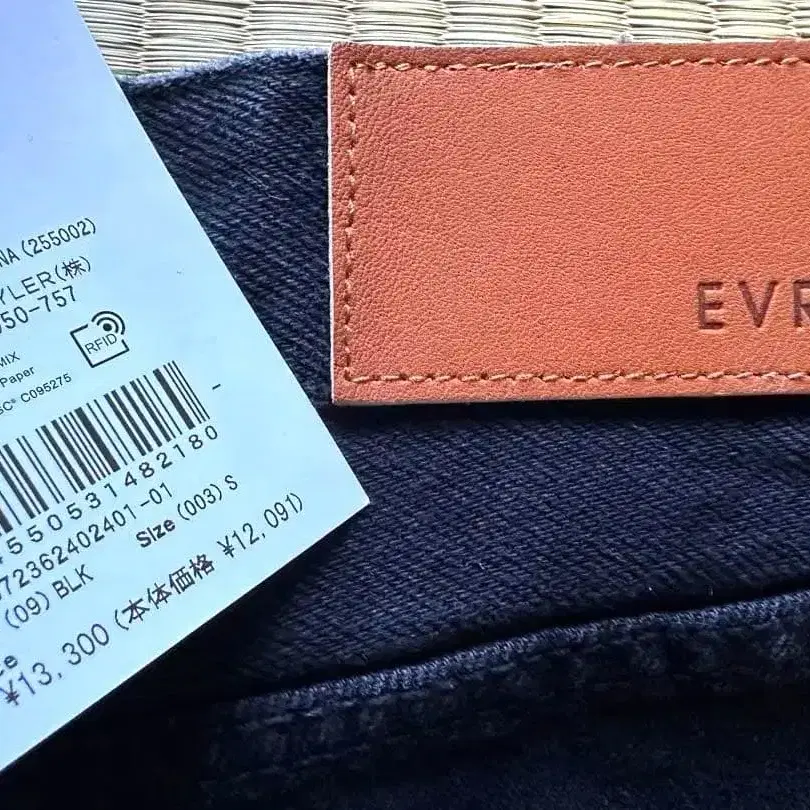 NA (255002)
YLER(株)
050-757
RFID
MIX
Paper
C095275
550531482180
72362402401-01
(09) BLK Size (003) S
¥13,300 (本体価格 ¥12,091)
EVR